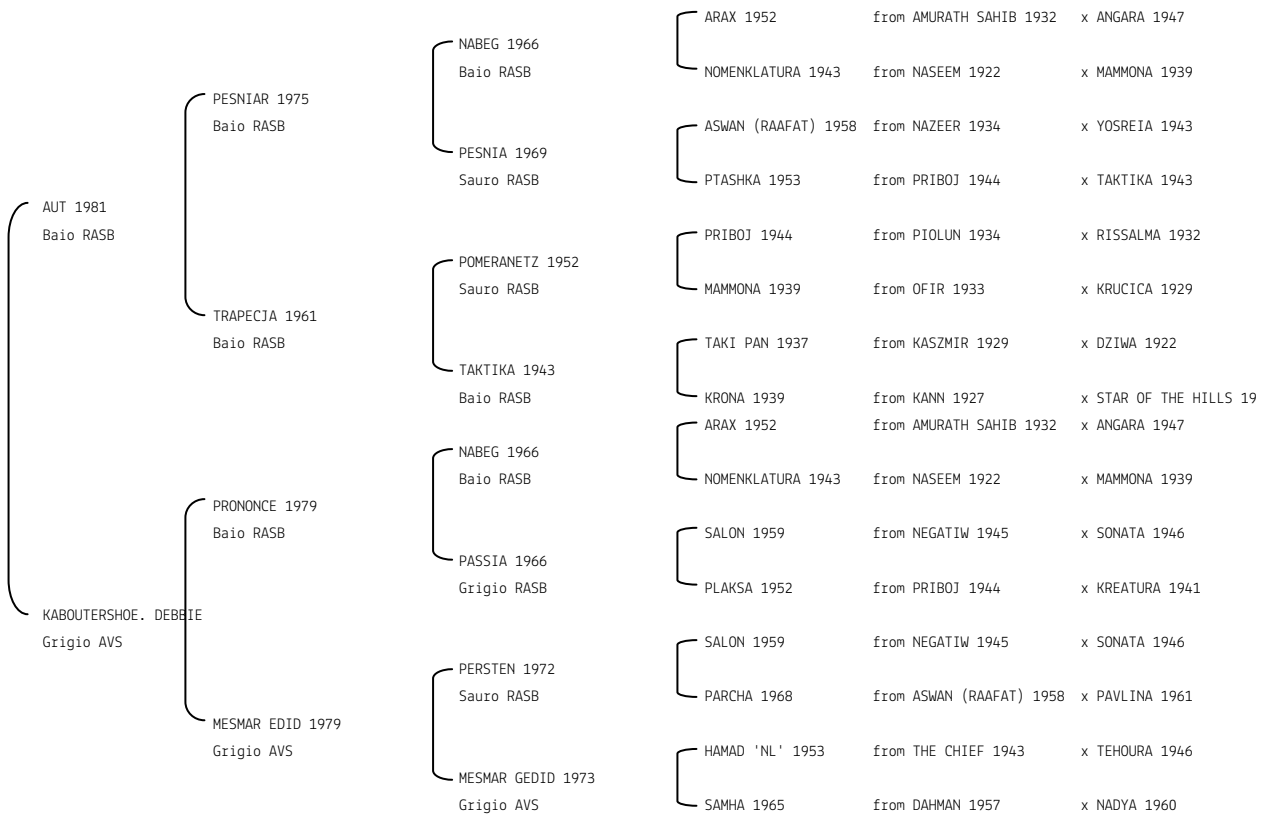 ARAX 1952 from AMURATH SAHIB 1932 x ANGARA 1947
NABEG 1966
Baio RASB NOMENKLATURA 1943 from NASEEM 1922 x MAMMONA 1939
PESNIAR 1975
Baio RASB ASWAN (RAAFAT) 1958 from NAZEER 1934 x YOSREIA 1943
PESNIA 1969
Sauro RASB PTASHKA 1953 from PRIBOJ 1944 x TAKTIKA 1943
AUT 1981
Baio RASB PRIBOJ 1944 from PIOLUN 1934 x RISSALMA 1932
POMERANETZ 1952
Sauro RASB MAMMONA 1939 from OFIR 1933 x KRUCICA 1929
TRAPECJA 1961
Baio RASB TAKI PAN 1937 from KASZMIR 1929 x DZIWA 1922
TAKTIKA 1943
Baio RASB KRONA 1939 from KANN 1927 x STAR OF THE HILLS 19
ARAX 1952 from AMURATH SAHIB 1932 x ANGARA 1947
NABEG 1966
Baio RASB NOMENKLATURA 1943 from NASEEM 1922 x MAMMONA 1939
PRONONCE 1979
Baio RASB SALON 1959 from NEGATIW 1945 x SONATA 1946
PASSIA 1966
Grigio RASB PLAKSA 1952 from PRIBOJ 1944 x KREATURA 1941
KABOUTERSHOE. DEBBIE
Grigio AVS SALON 1959 from NEGATIW 1945 x SONATA 1946
PERSTEN 1972
Sauro RASB PARCHA 1968 from ASWAN (RAAFAT) 1958 x PAVLINA 1961
MESMAR EDID 1979
Grigio AVS HAMAD 'NL' 1953 from THE CHIEF 1943 x TEHOURA 1946
MESMAR GEDID 1973
Grigio AVS SAMHA 1965 from DAHMAN 1957 x NADYA 1960